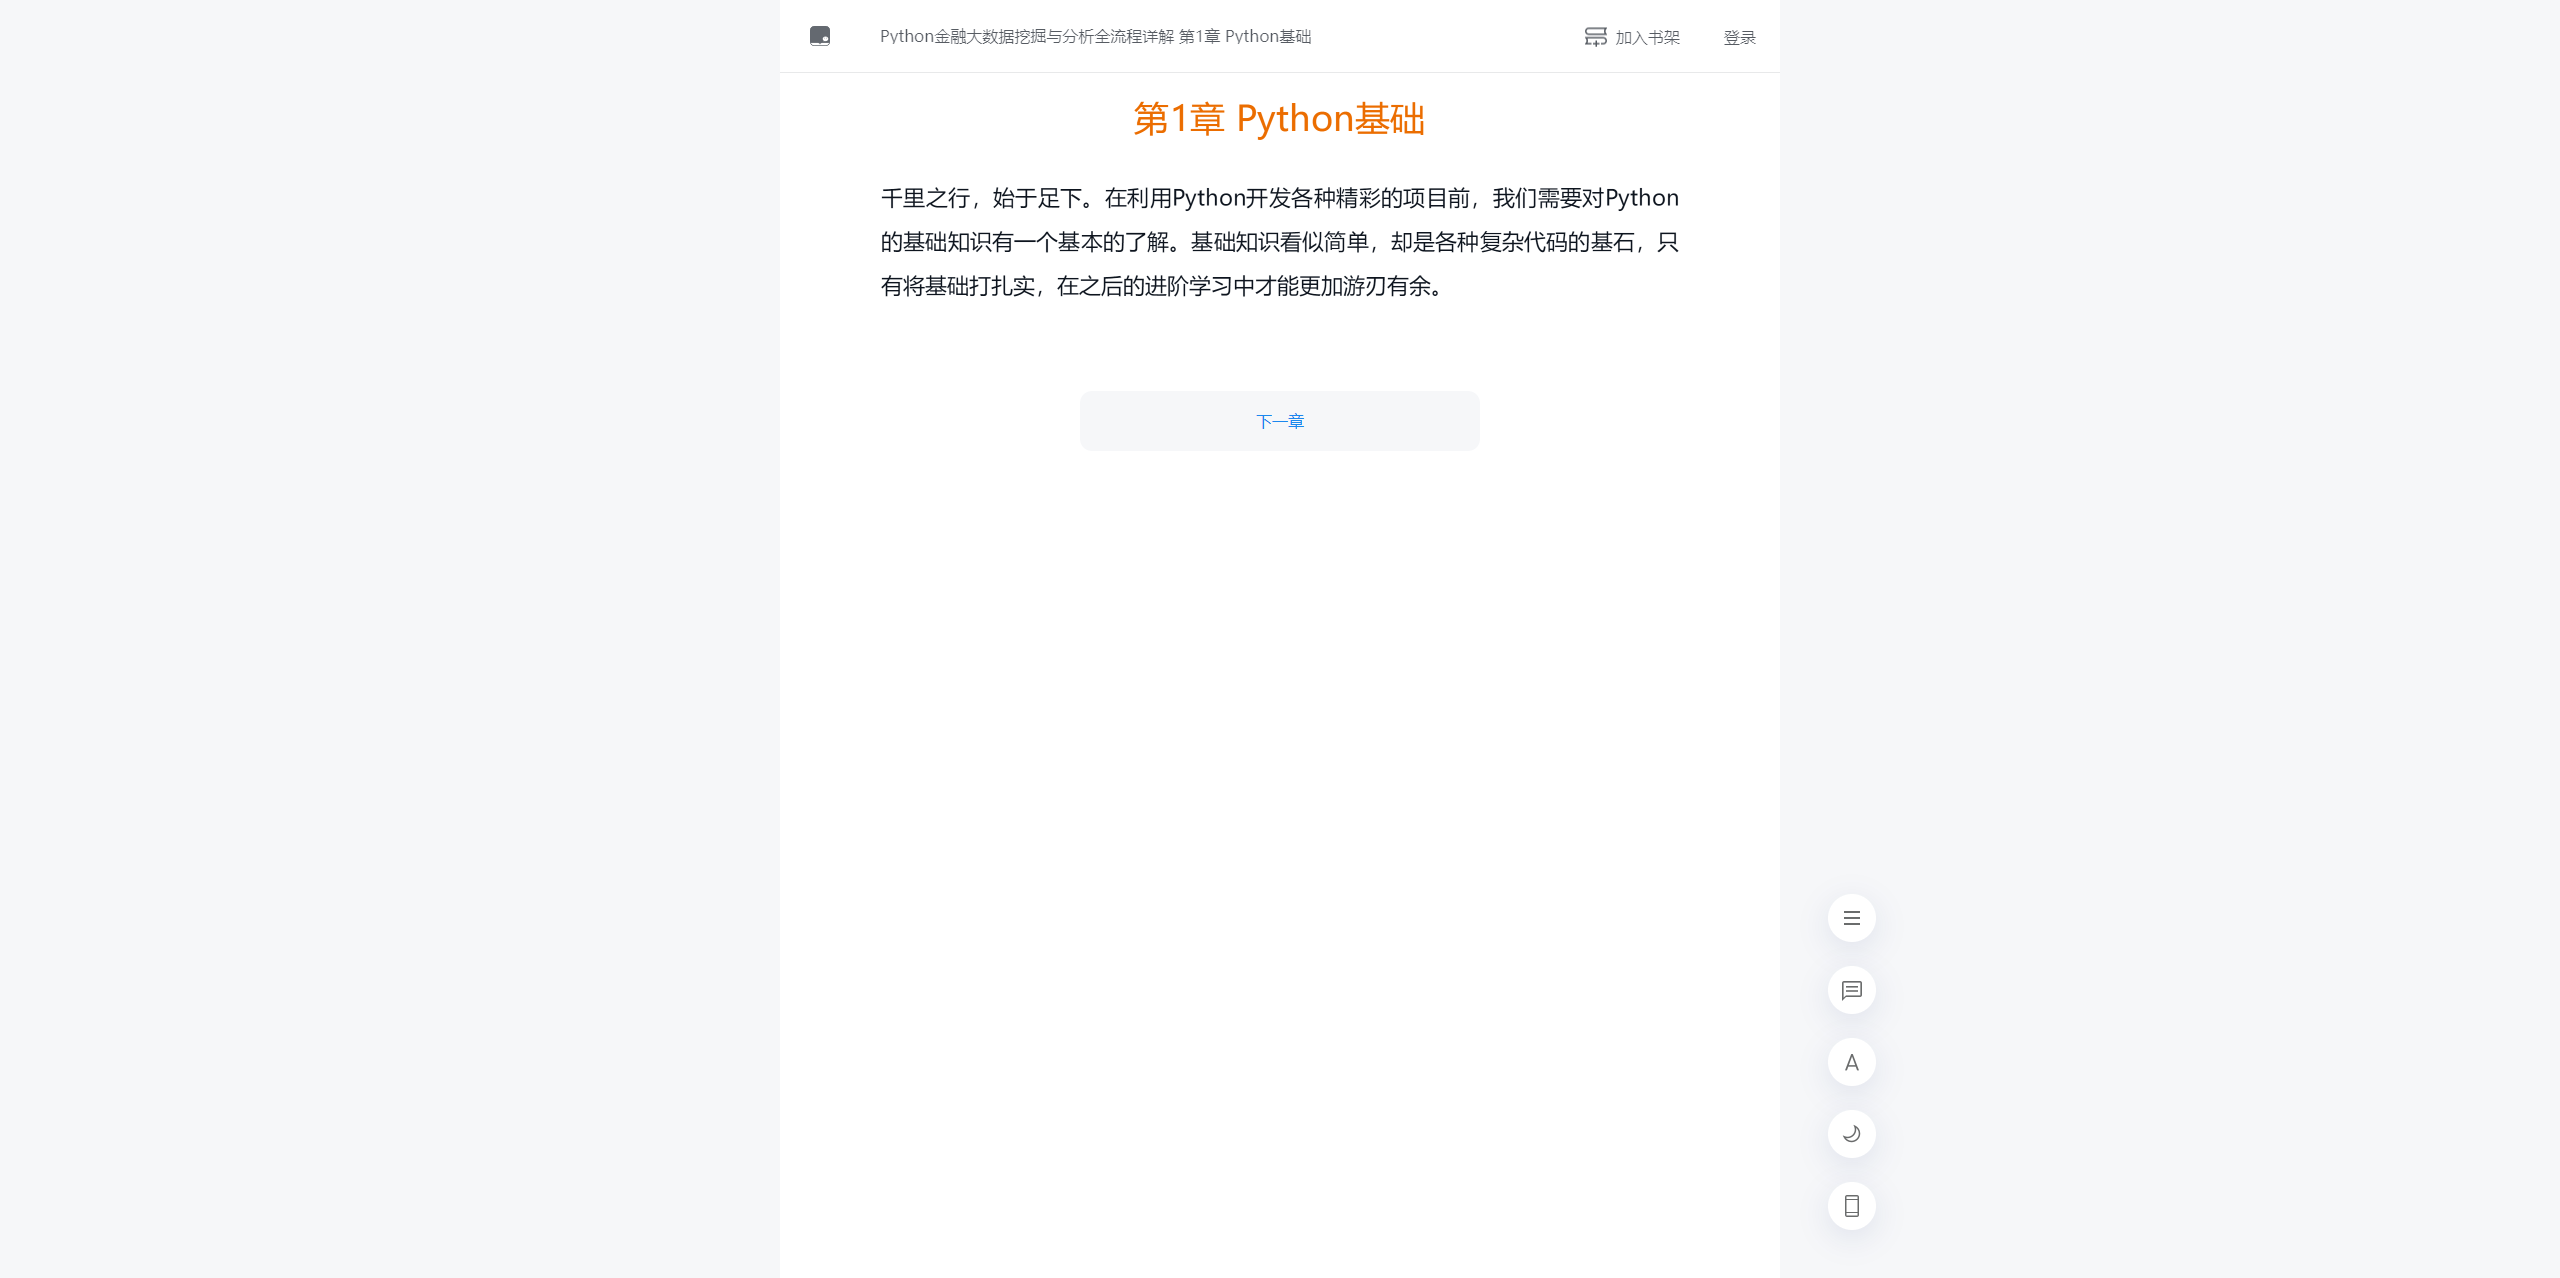 Python金融大数据挖掘与分析全流程详解 第1章 Python基础
加入书架
登录
第1章 Python基础
千里之行，始于足下。在利用Python开发各种精彩的项目前，我们需要对Python
的基础知识有一个基本的了解。基础知识看似简单，却是各种复杂代码的基石，只
有将基础打扎实，在之后的进阶学习中才能更加游刃有余。
下一章
A